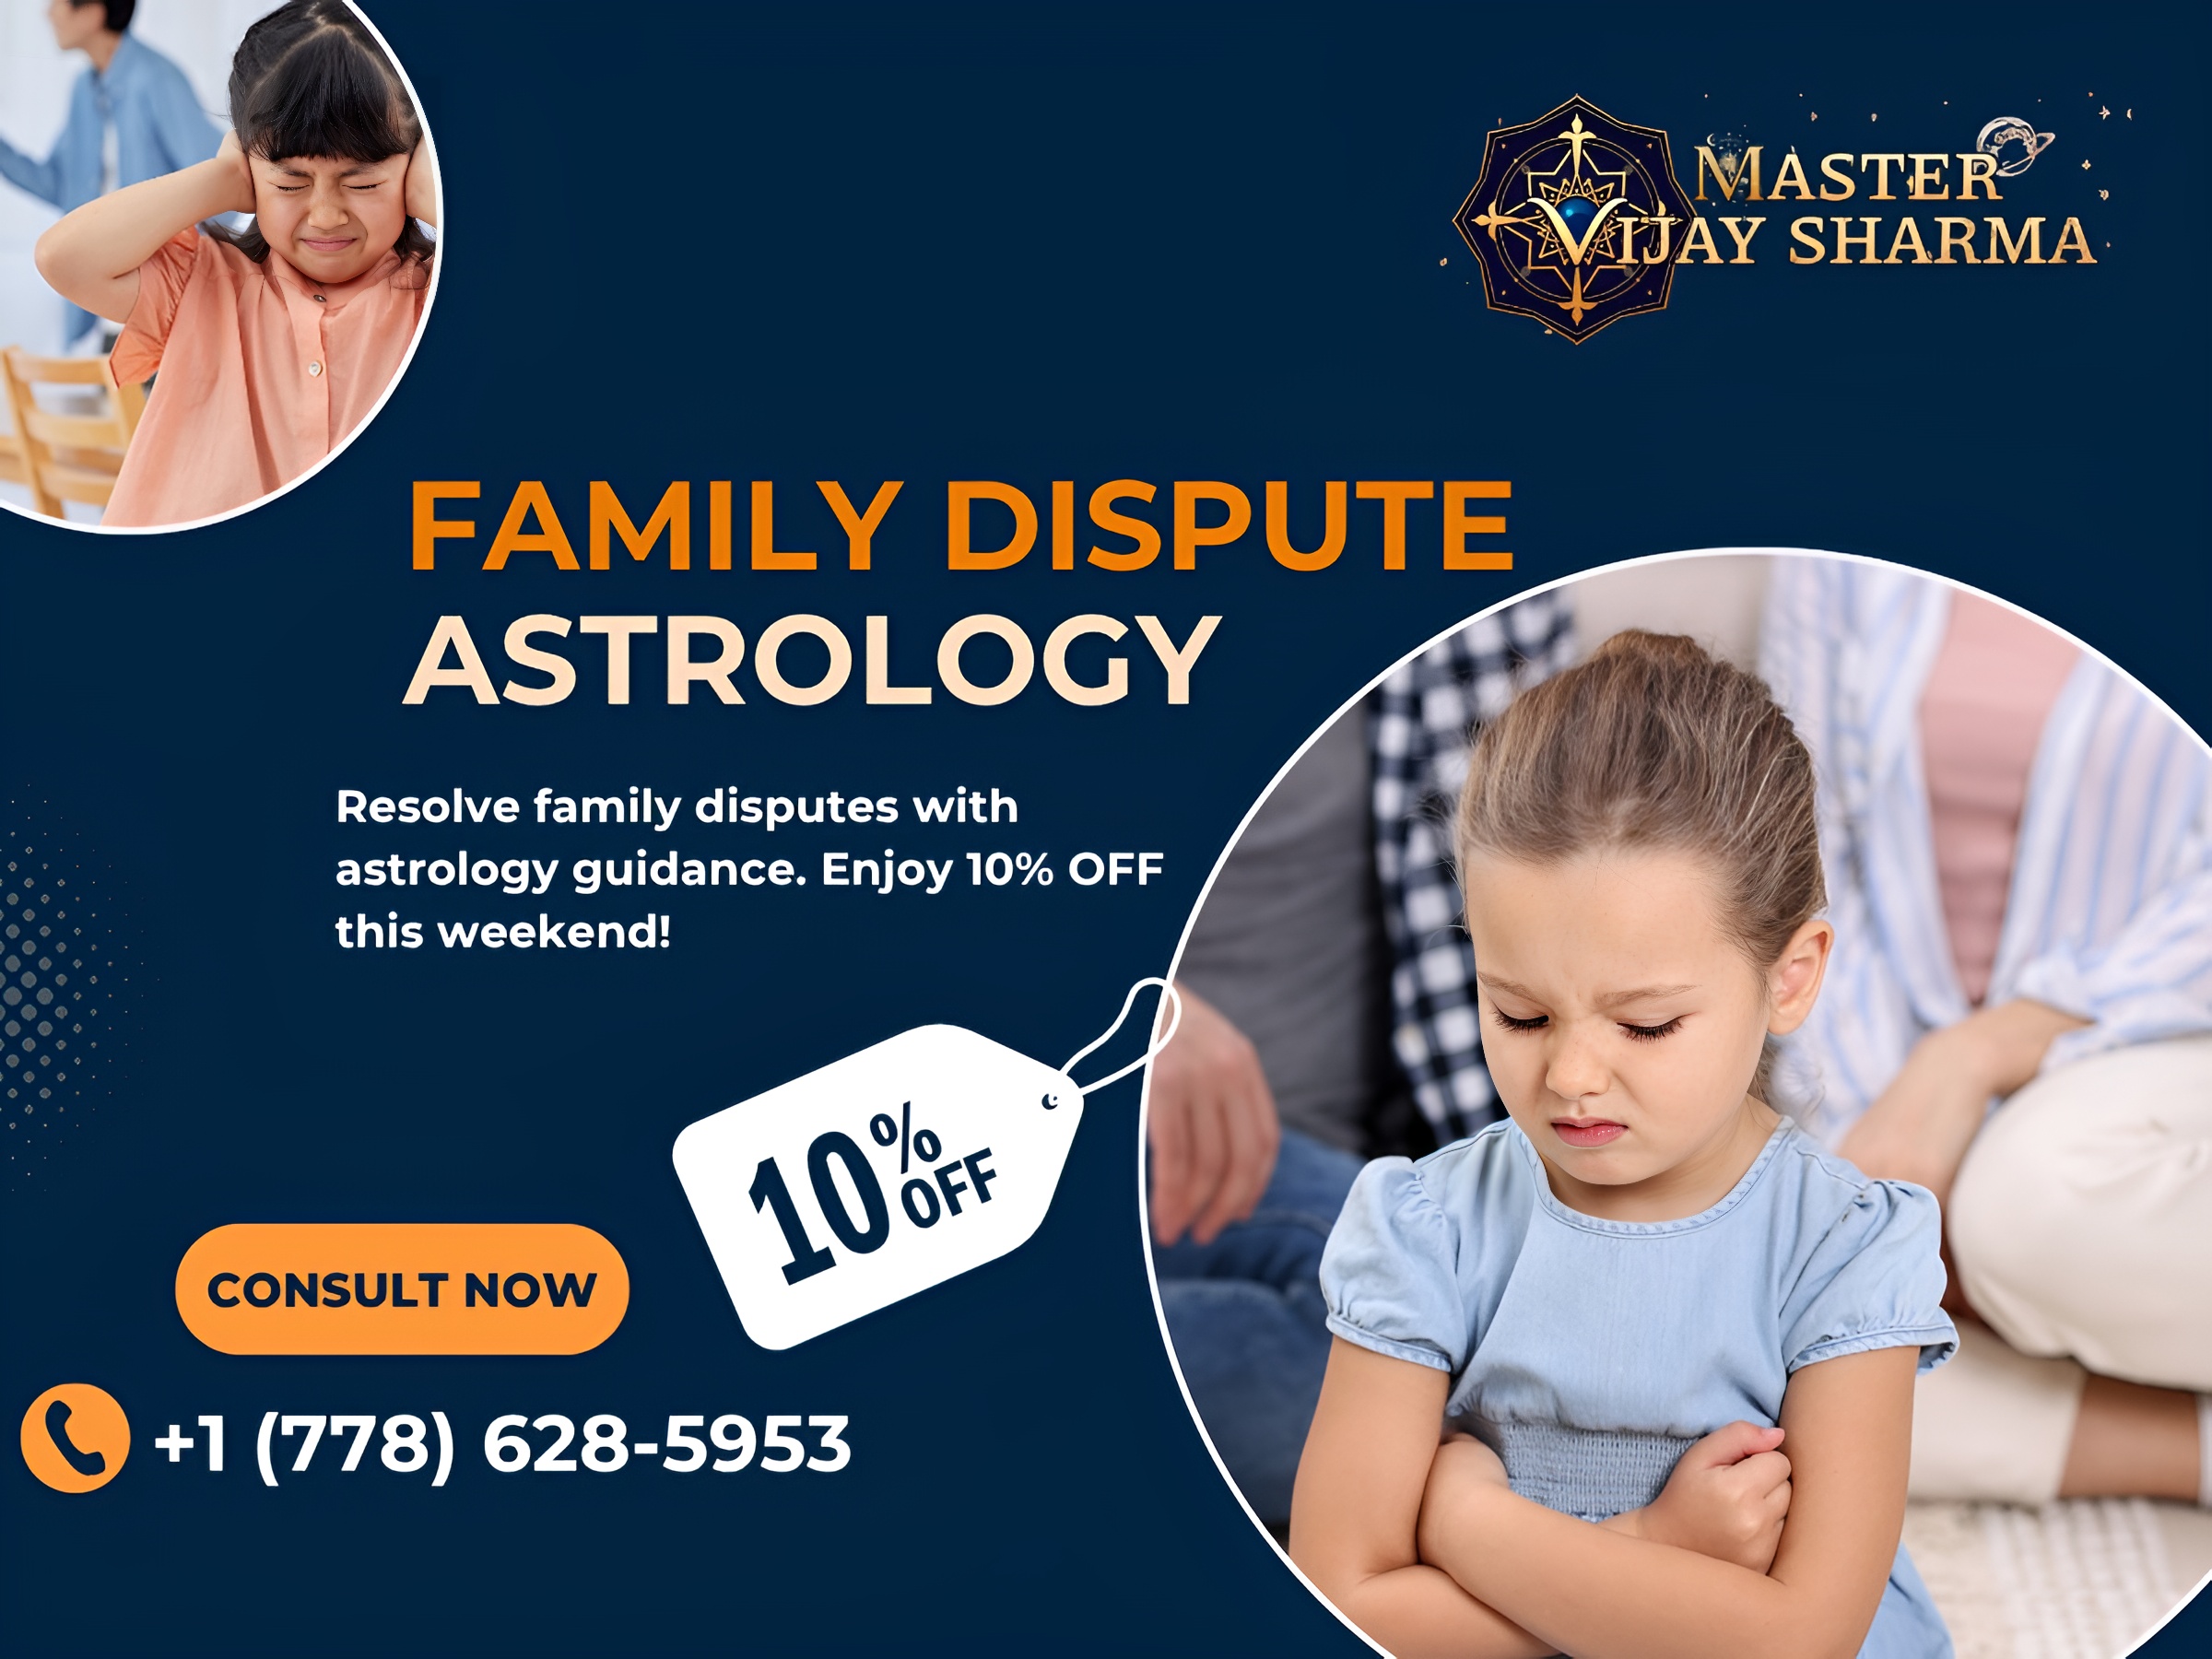 MASTER
VIJAY SHARMA
FAMILY DISPUTE
ASTROLOGY
Resolve family disputes with
astrology guidance. Enjoy 10% OFF
this weekend!
10%
OFF
CONSULT NOW
+1 (778) 628-5953